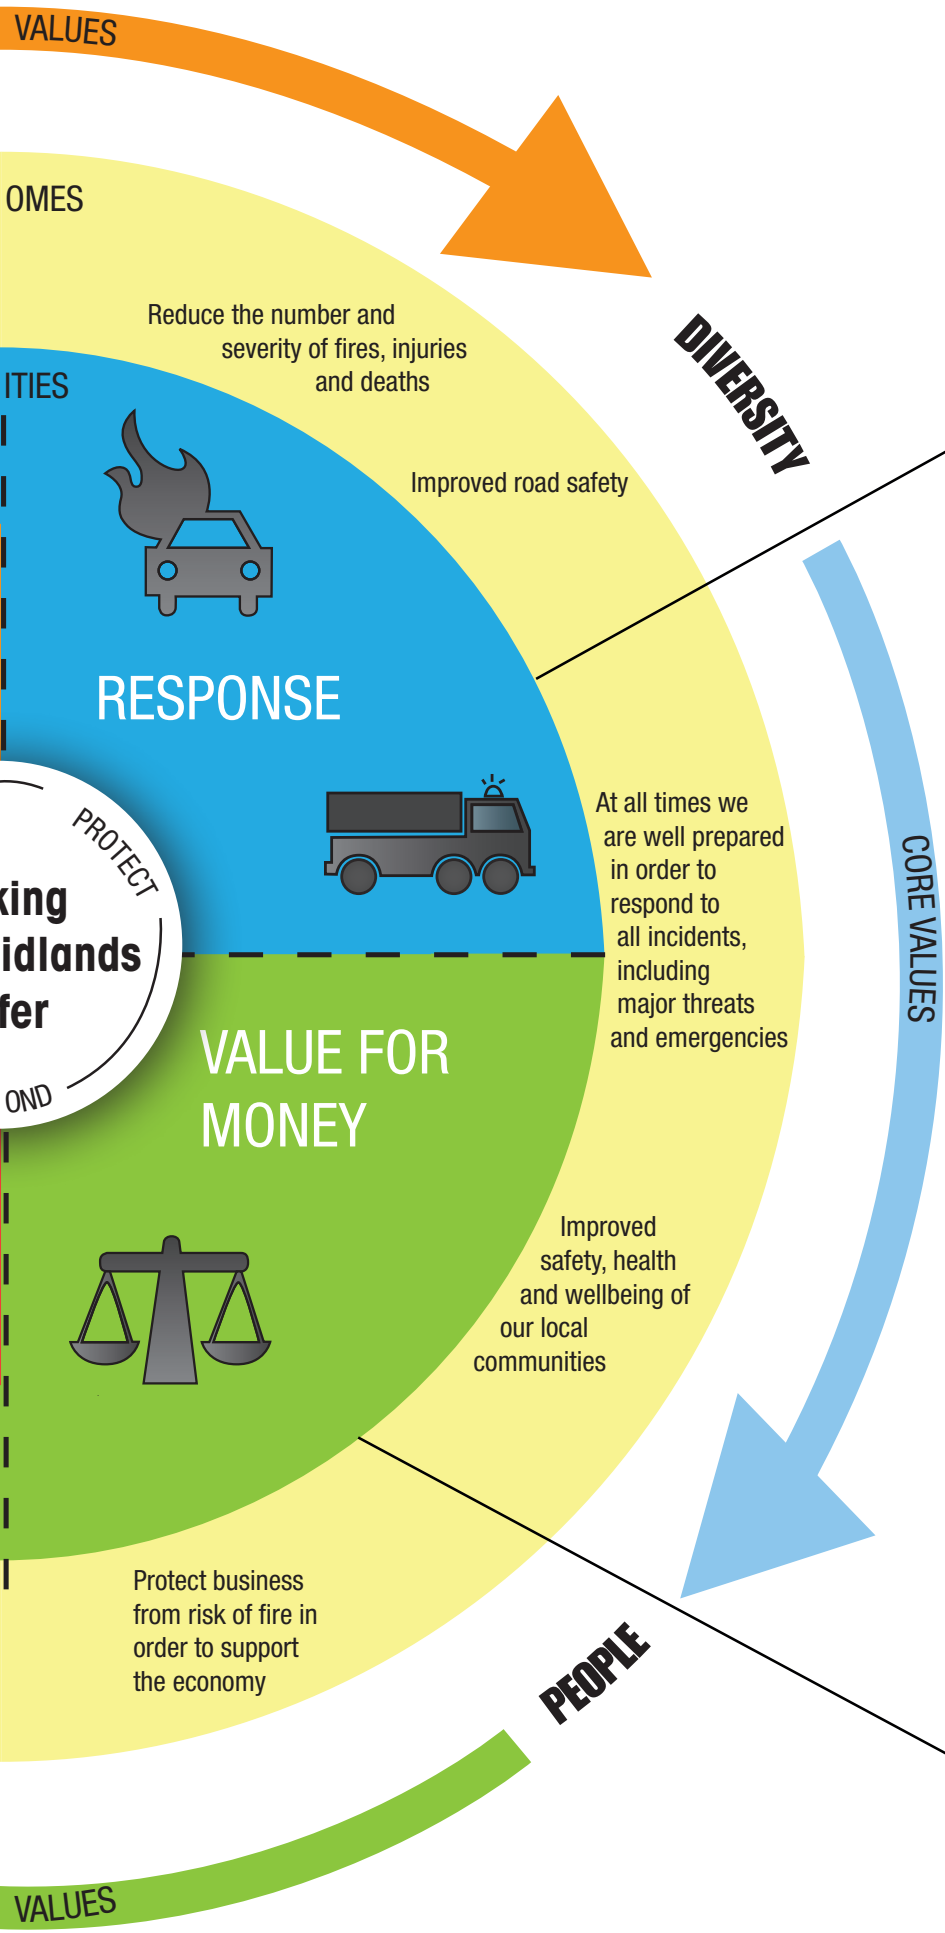 VALUES
OMES
Reduce the number and
severity of fires, injuries
and deaths
DIVERSITY
ITIES
Improved road safety
RESPONSE
At all times we
are well prepared
in order to
respond to
all incidents,
including
major threats
and emergencies
CORE VALUES
PROTECT
king
idlands
fer
OND
VALUE FOR
MONEY
Improved
safety, health
and wellbeing of
our local
communities
Protect business
from risk of fire in
order to support
the economy
PEOPLE
VALUES